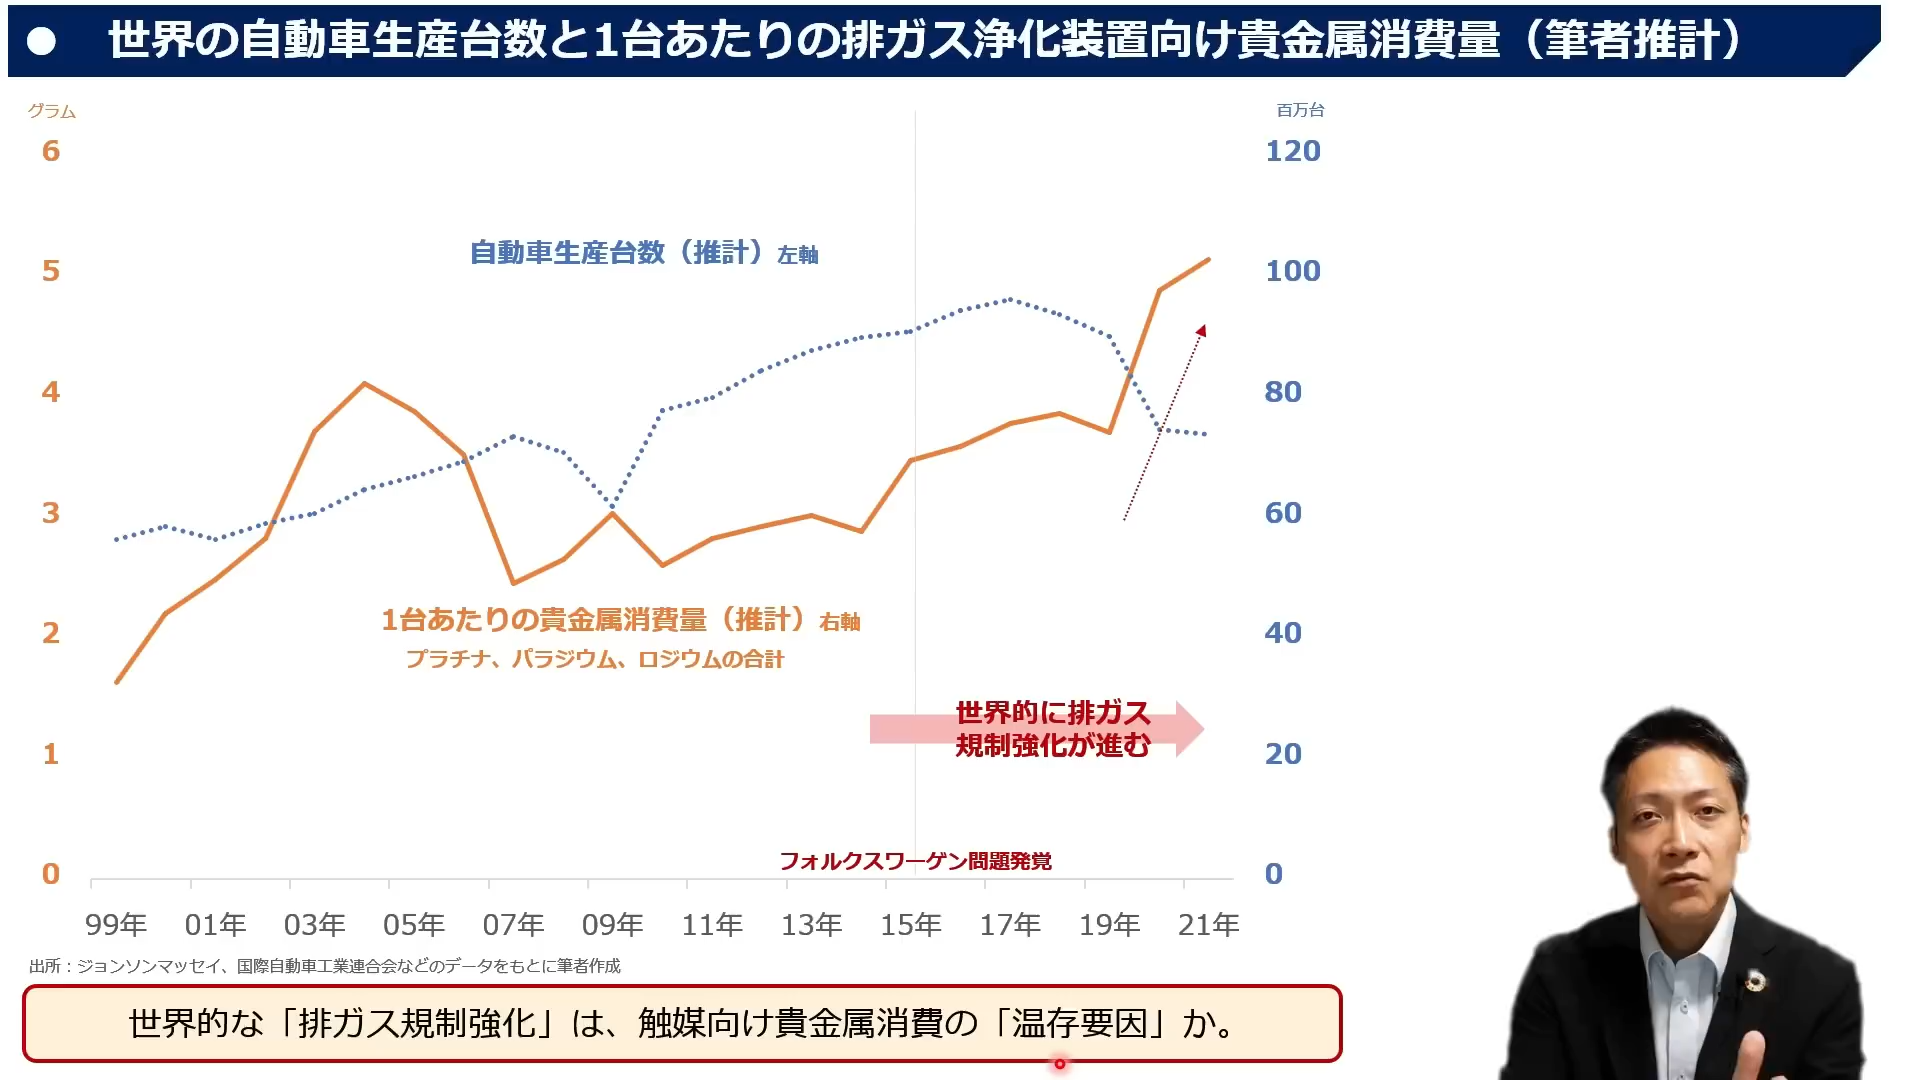 世界の自動車生産台数と1台あたりの排ガス浄化装置向け貴金属消費量（筆者推計）
グラム
百万台
6
5
4
3
2
1
0
120
100
80
60
40
20
0
自動車生産台数（推計）左軸
1台あたりの貴金属消費量（推計）右軸
プラチナ、パラジウム、ロジウムの合計
世界的に排ガス
規制強化が進む
フォルクスワーゲン問題発覚
99年 01年 03年 05年 07年 09年 11年 13年 15年 17年 19年 21年
出所：ジョンソンマッセイ、国際自動車工業連合会などのデータをもとに筆者作成
世界的な「排ガス規制強化」は、触媒向け貴金属消費の「温存要因」か。